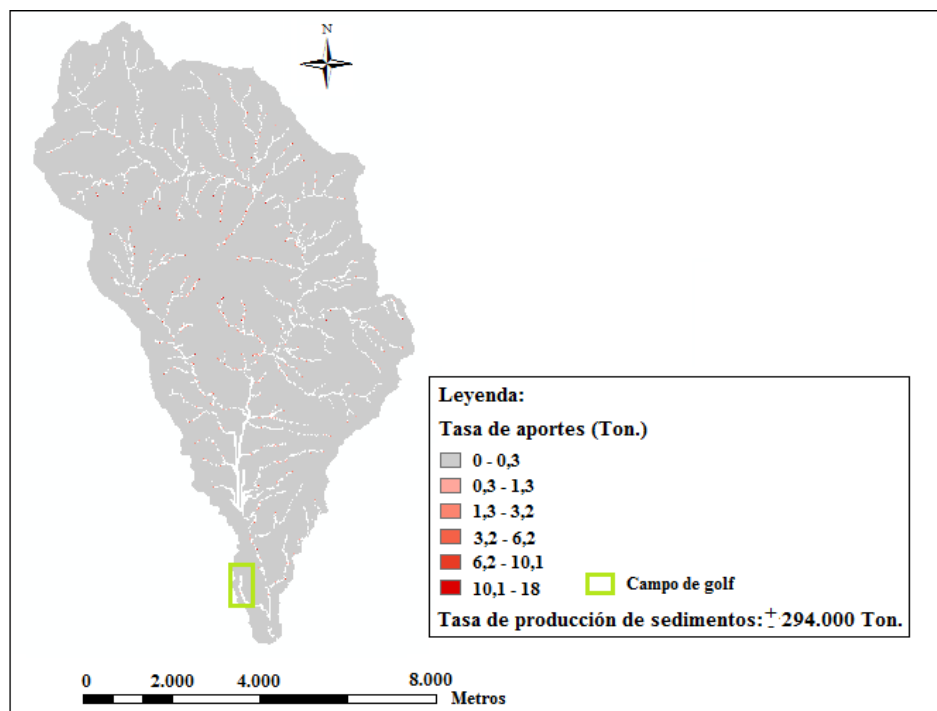 N
Leyenda:
Tasa de aportes (Ton.)
0 - 0,3
0,3 - 1,3
1,3 - 3,2
3,2 - 6,2
6,2 - 10,1
10,1 - 18
Campo de golf
Tasa de producción de sedimentos: ± 294.000 Ton.
0 2.000 4.000 8.000
Metros